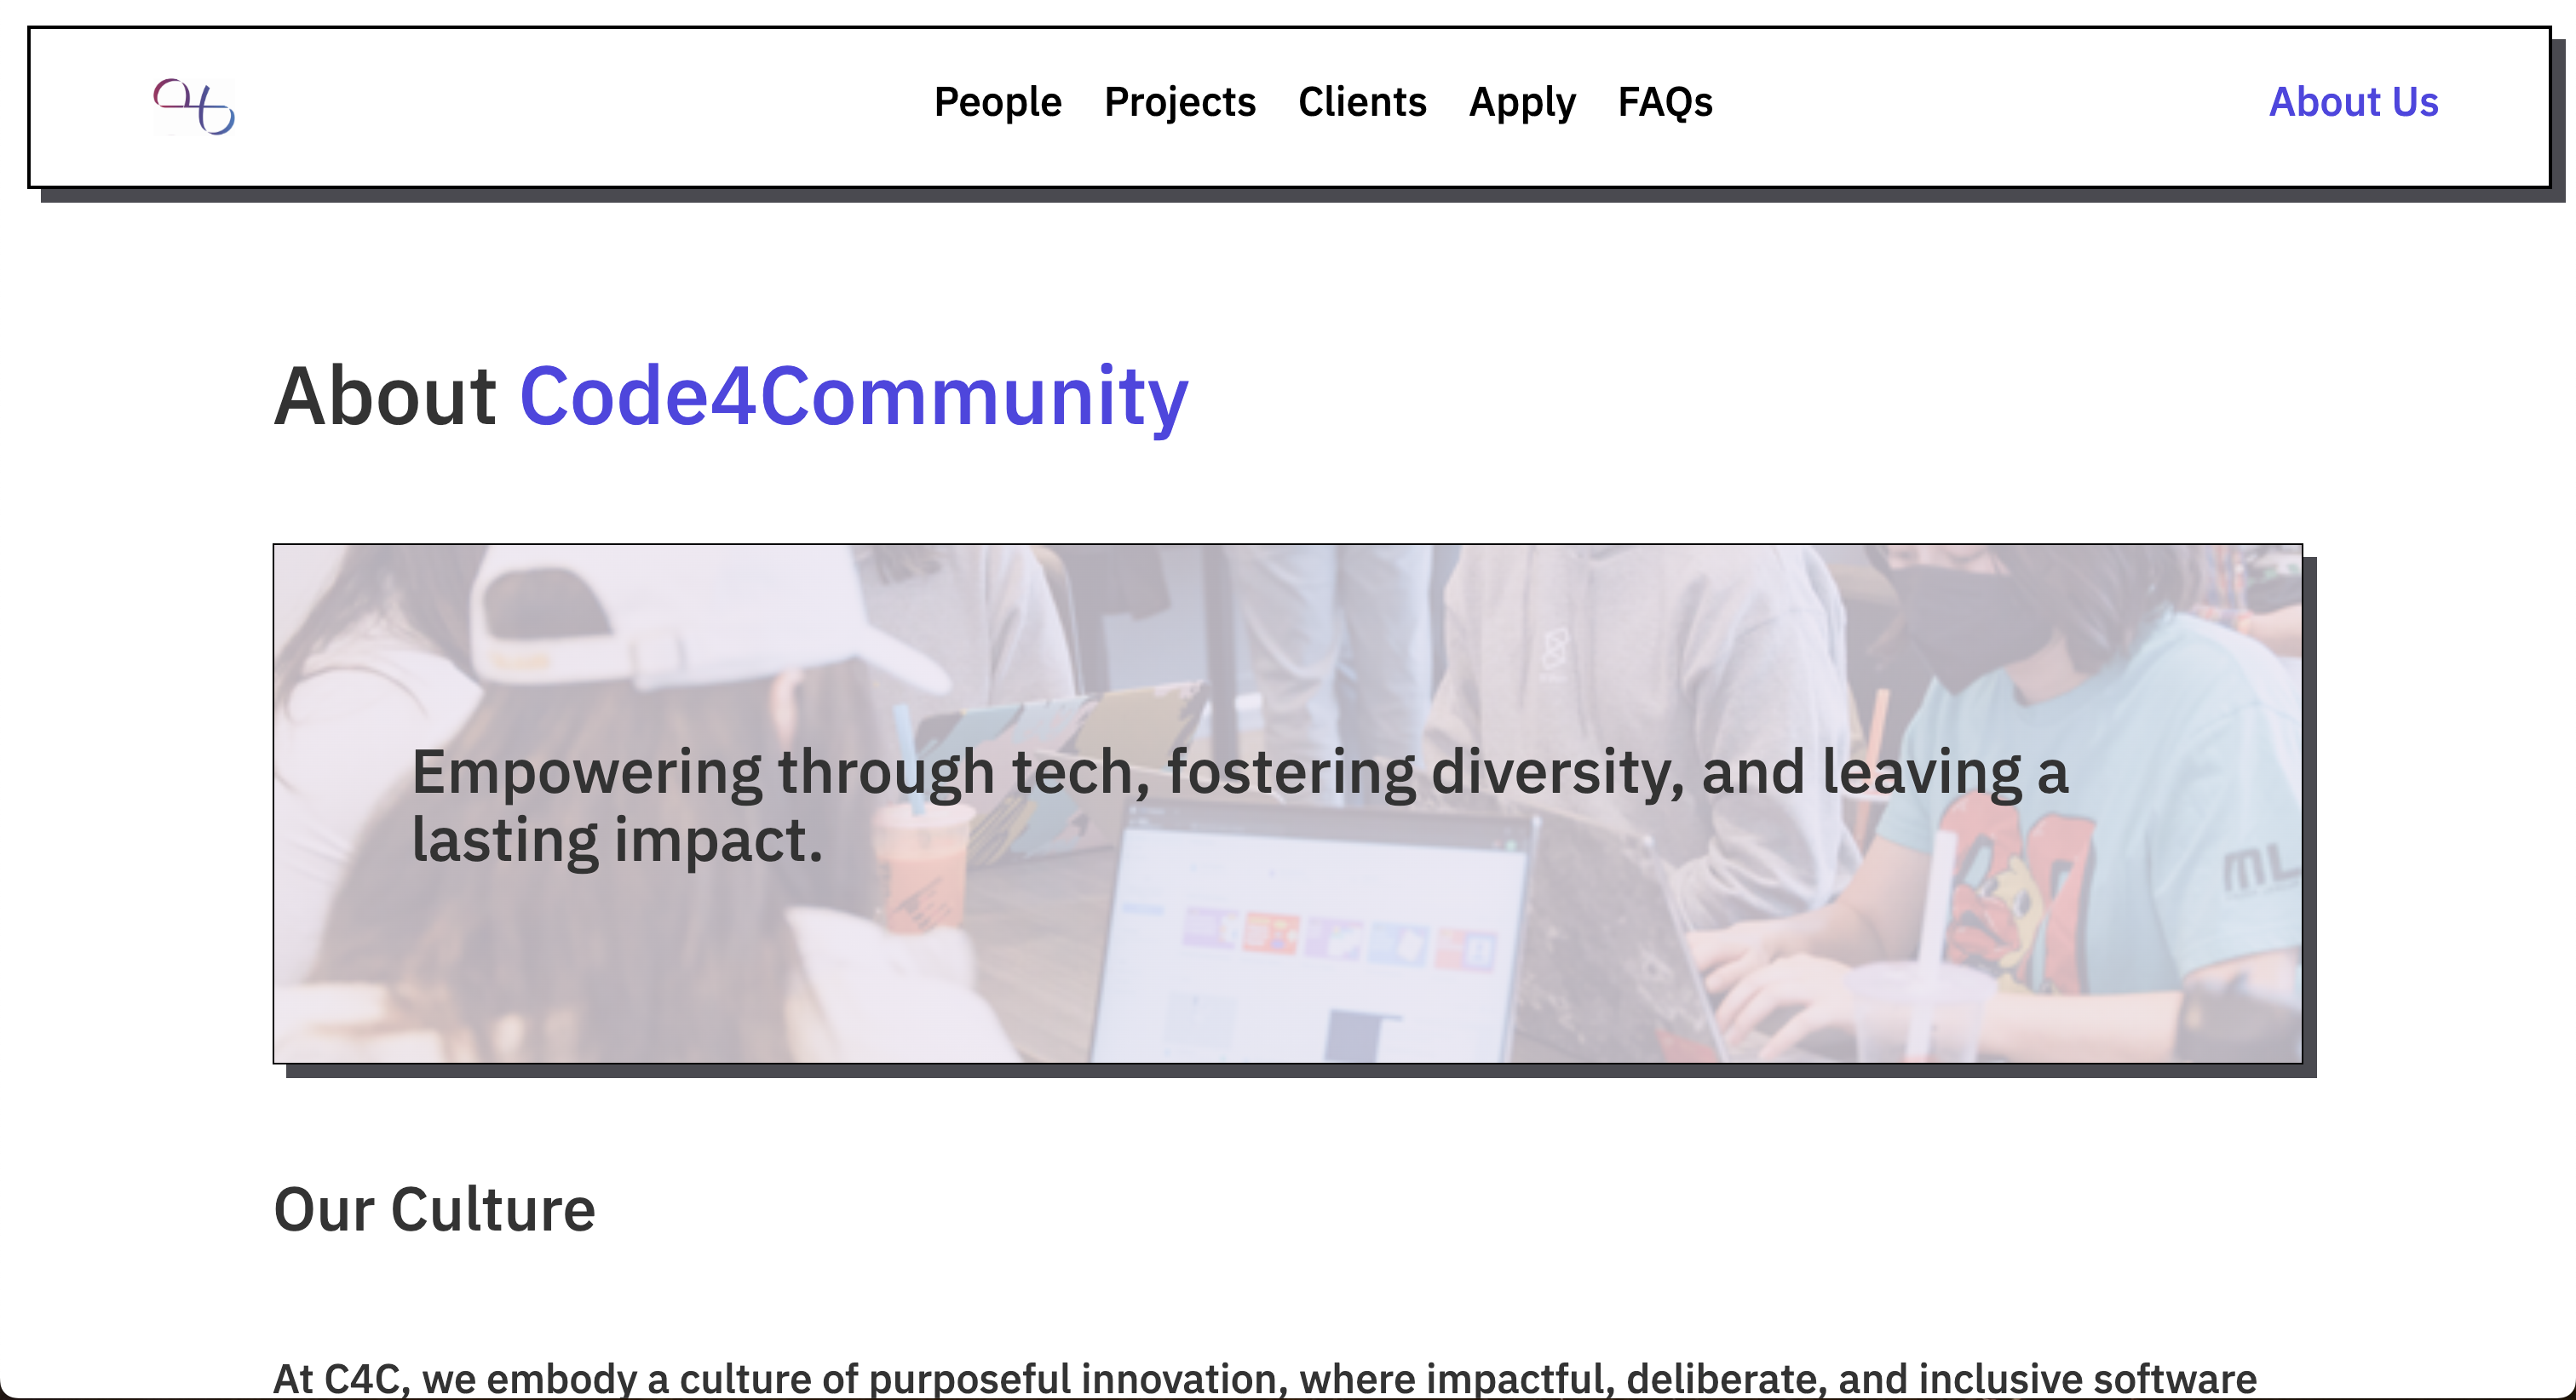 People Projects Clients Apply FAQs About Us
About Code4Community
Empowering through tech, fostering diversity, and leaving a
lasting impact.
ML
Our Culture
At C4C, we embody a culture of purposeful innovation, where impactful, deliberate, and inclusive software